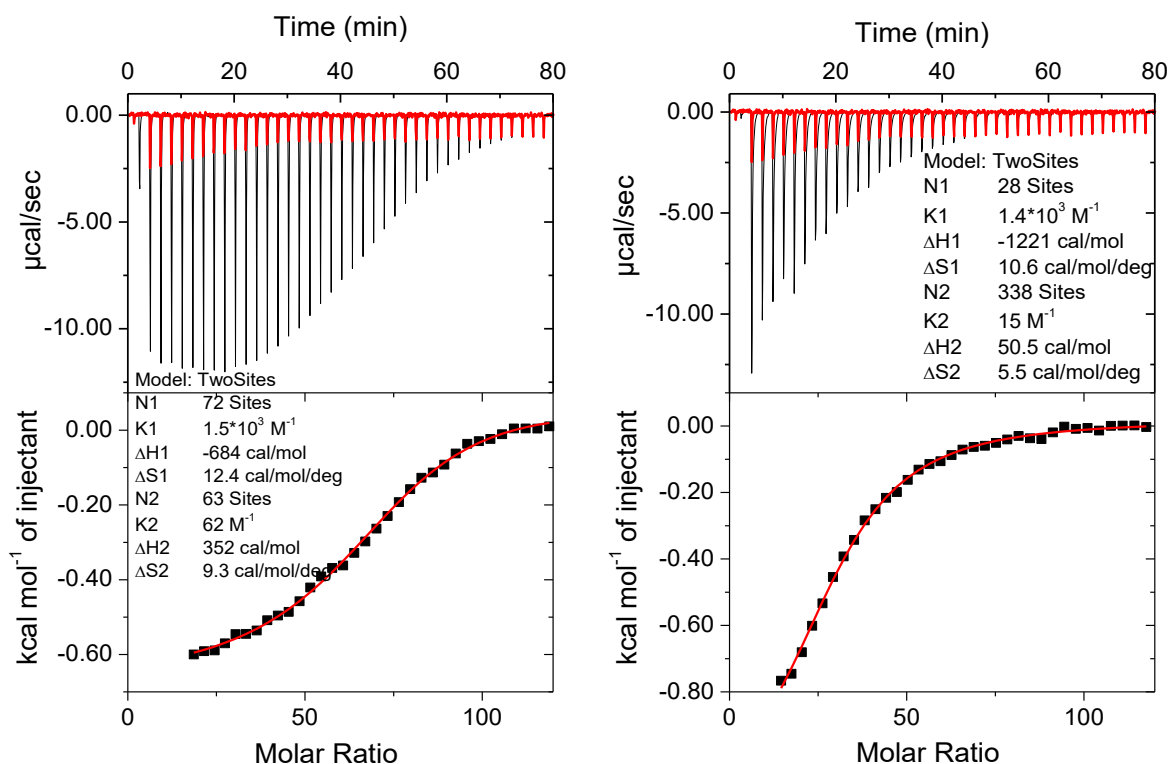 Time (min)
0 20 40 60 80
0.00
-5.00
-10.00
µcal/sec
Model: TwoSites
N1 72 Sites
K1 1.5*10³ M⁻¹
ΔH1 -684 cal/mol
ΔS1 12.4 cal/mol/deg
N2 63 Sites
K2 62 M⁻¹
ΔH2 352 cal/mol
ΔS2 9.3 cal/mol/deg
0.00
-0.20
-0.40
-0.60
kcal mol⁻¹ of injectant
0 50 100
Molar Ratio
Time (min)
0 20 40 60 80
0.00
-5.00
-10.00
µcal/sec
Model: TwoSites
N1 28 Sites
K1 1.4*10³ M⁻¹
ΔH1 -1221 cal/mol
ΔS1 10.6 cal/mol/deg
N2 338 Sites
K2 15 M⁻¹
ΔH2 50.5 cal/mol
ΔS2 5.5 cal/mol/deg
0.00
-0.20
-0.40
-0.60
-0.80
kcal mol⁻¹ of injectant
0 50 100
Molar Ratio